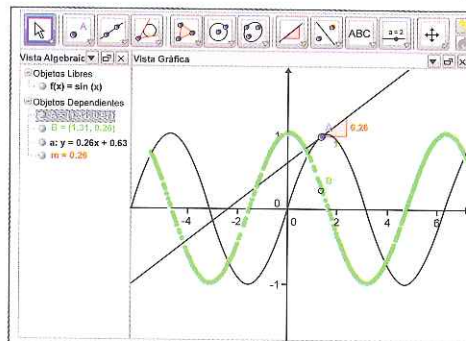 A
ABC
a = 2
Vista Algebraic
Vista Gráfica
Objetos Libres
f(x) = sin (x)
Objetos Dependientes
B = (1.31, 0.26)
a: y = 0.26x + 0.63
m = 0.26
1
A
0.26
B
-4
-2
0
0
2
4
6
-1